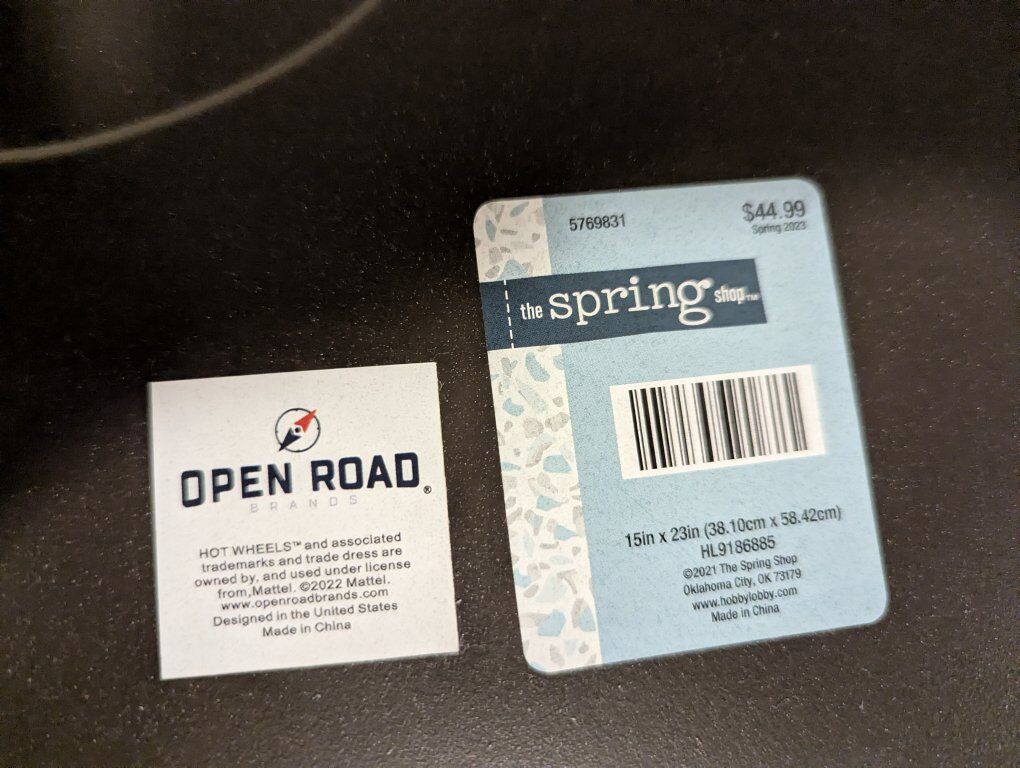 OPEN ROAD®
BRANDS
HOT WHEELS™ and associated
trademarks and trade dress are
owned by, and used under license
from,Mattel. ©2022 Mattel.
www.openroadbrands.com
Designed in the United States
Made in China
5769831
$44.99
Spring 2023
the spring shop™
15in x 23in (38.10cm x 58.42cm)
HL9186885
©2021 The Spring Shop
Oklahoma City, OK 73179
www.hobbylobby.com
Made in China